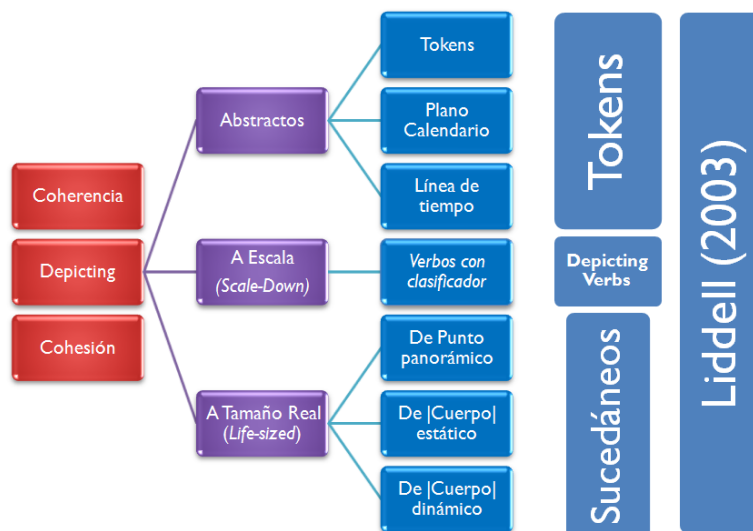 Coherencia
Depicting
Cohesión
Abstractos
A Escala
(Scale-Down)
A Tamaño Real
(Life-sized)
Tokens
Plano
Calendario
Línea de
tiempo
Verbos con
clasificador
De Punto
panorámico
De |Cuerpo|
estático
De |Cuerpo|
dinámico
Tokens
Depicting
Verbs
Sucedáneos
Liddell (2003)